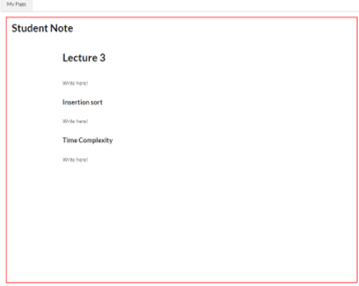 My Page
Student Note
Lecture 3
Write here!
Insertion sort
Write here!
Time Complexity
Write here!